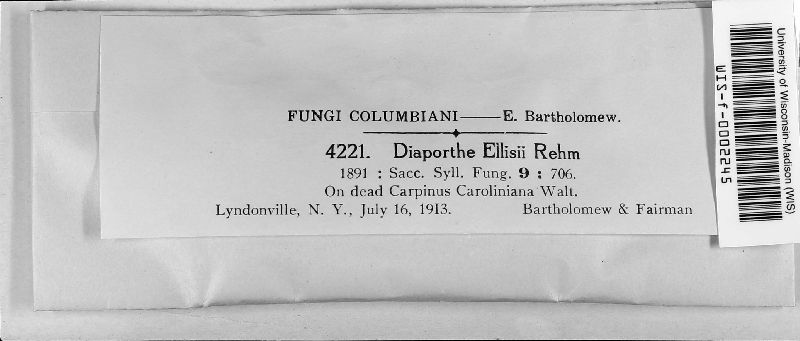 FUNGI COLUMBIANI——E. Bartholomew.
4221. Diaporthe Ellisii Rehm
1891 : Sacc. Syll. Fung. 9 : 706.
On dead Carpinus Caroliniana Walt.
Lyndonville, N. Y., July 16, 1913. Bartholomew & Fairman
University of Wisconsin-Madison (WIS)
WIS-f-0002245